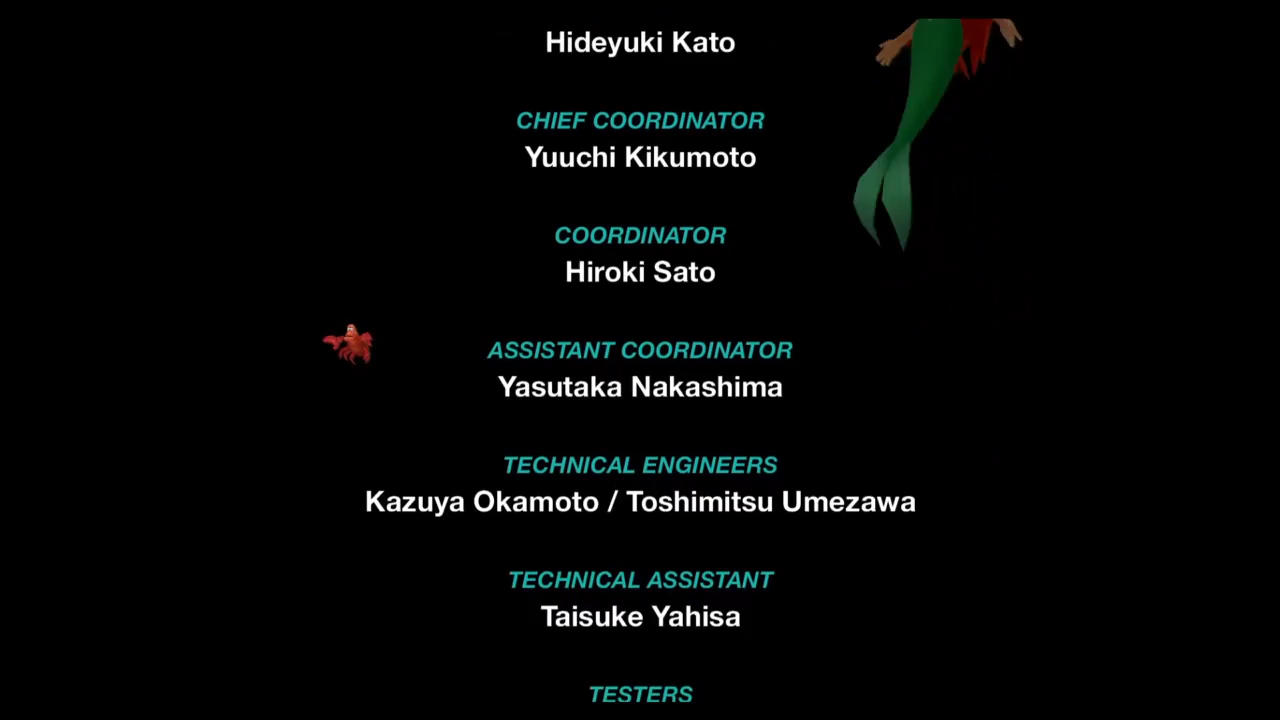 Hideyuki Kato
CHIEF COORDINATOR
Yuuchi Kikumoto
COORDINATOR
Hiroki Sato
ASSISTANT COORDINATOR
Yasutaka Nakashima
TECHNICAL ENGINEERS
Kazuya Okamoto / Toshimitsu Umezawa
TECHNICAL ASSISTANT
Taisuke Yahisa
TESTERS